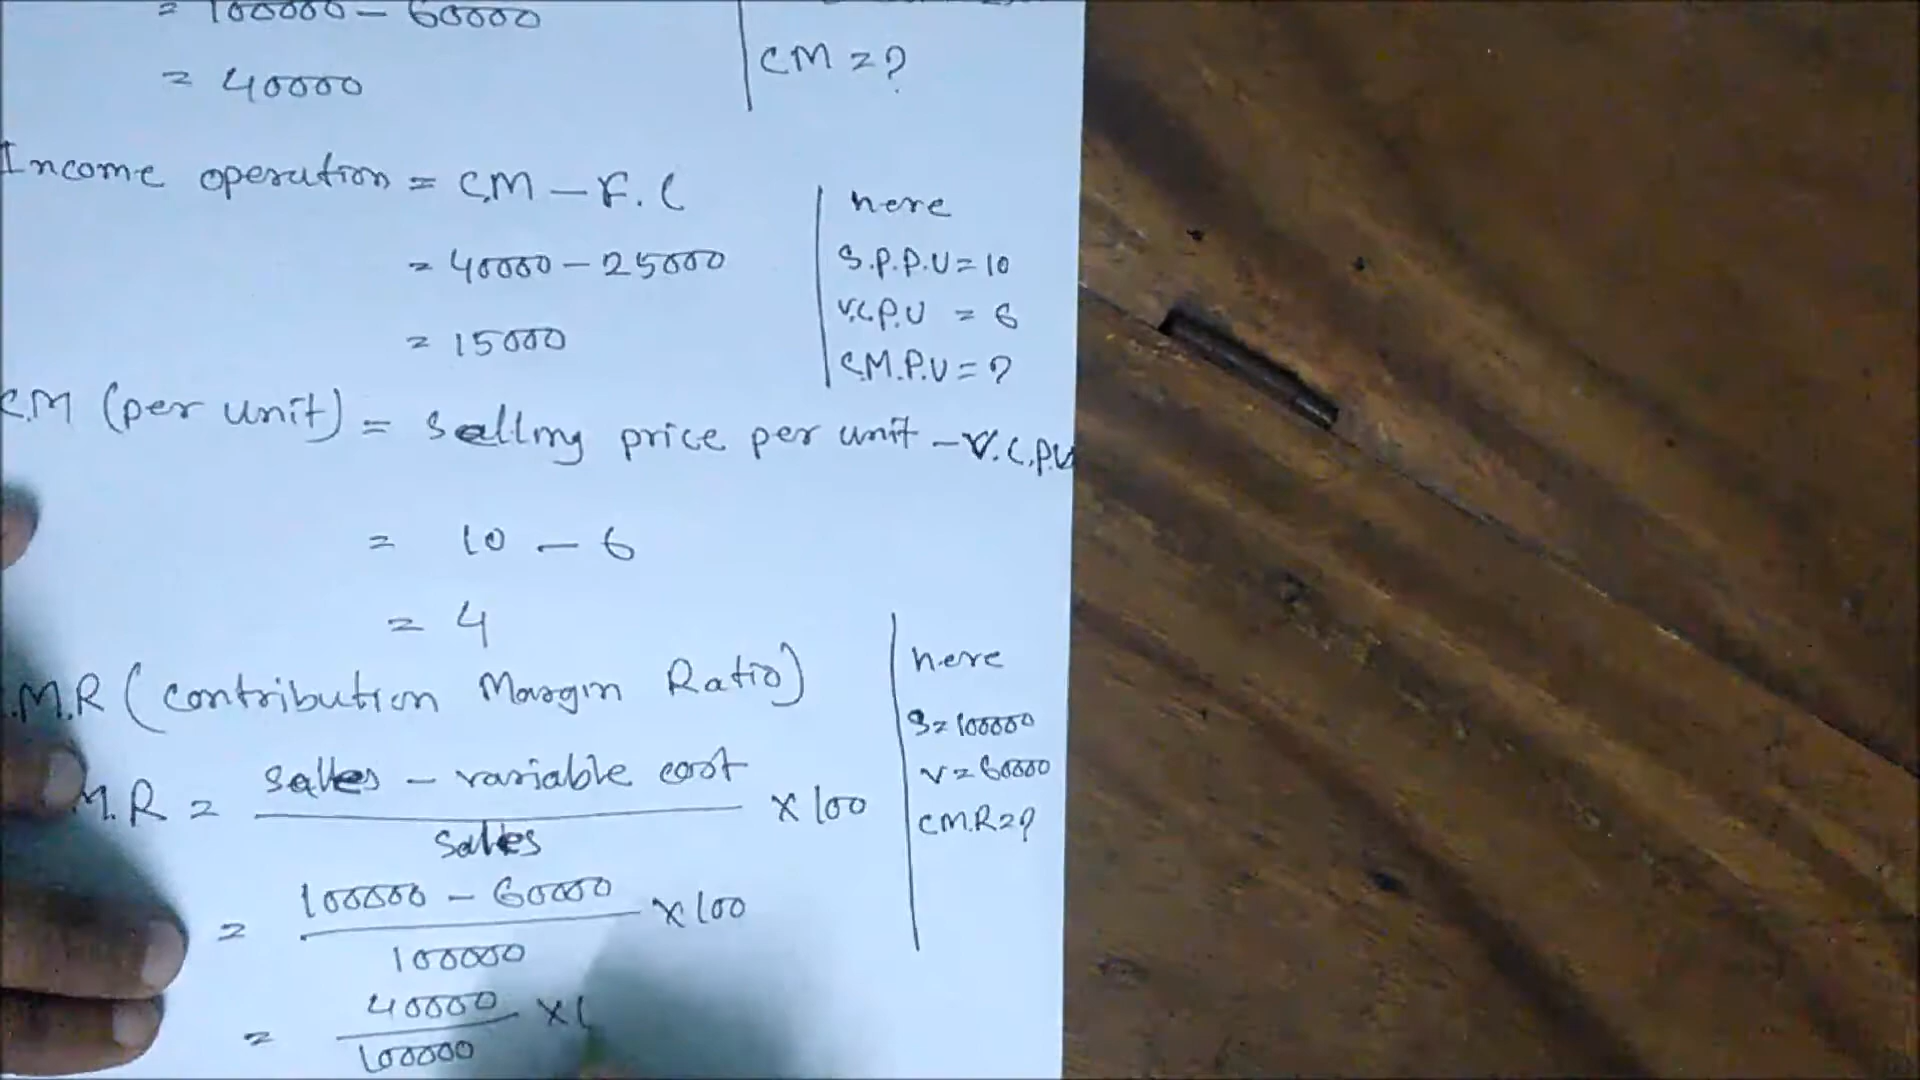 = 100000 - 60000
= 40000
CM = ?
Income operation = C.M - F.C
= 40000 - 25000
= 15000
here
S.P.P.U = 10
V.C.P.U = 6
C.M.P.U = ?
C.M (per unit) = Selling price per unit - V.C.P.U
= 10 - 6
= 4
.M.R (Contribution Margin Ratio)
M.R = sales - variable cost / sales × 100
= 100000 - 60000 / 100000 × 100
= 40000 / 100000 × 1
here
S = 100000
V = 60000
C.M.R = ?